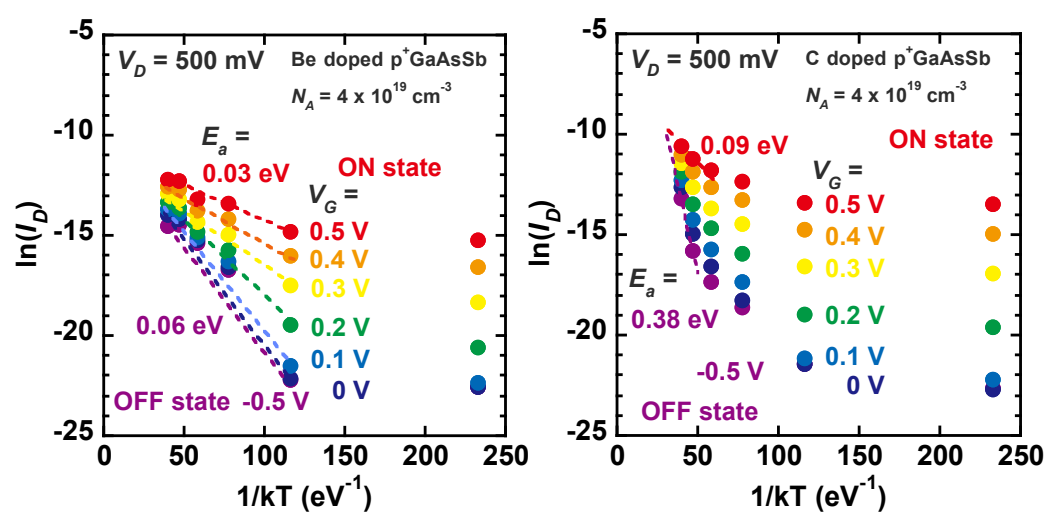 -5
-10
-15
-20
-25
ln(I_D)
V_D = 500 mV
Be doped p⁺GaAsSb
N_A = 4 x 10¹⁹ cm⁻³
E_a =
0.03 eV
ON state
V_G =
0.5 V
0.4 V
0.3 V
0.2 V
0.1 V
0 V
0.06 eV
OFF state -0.5 V
0 50 100 150 200 250
1/kT (eV⁻¹)
-5
-10
-15
-20
-25
ln(I_D)
V_D = 500 mV
C doped p⁺GaAsSb
N_A = 4 x 10¹⁹ cm⁻³
0.09 eV
ON state
V_G =
0.5 V
0.4 V
0.3 V
E_a =
0.38 eV
0.2 V
0.1 V
-0.5 V
0 V
OFF state
0 50 100 150 200 250
1/kT (eV⁻¹)